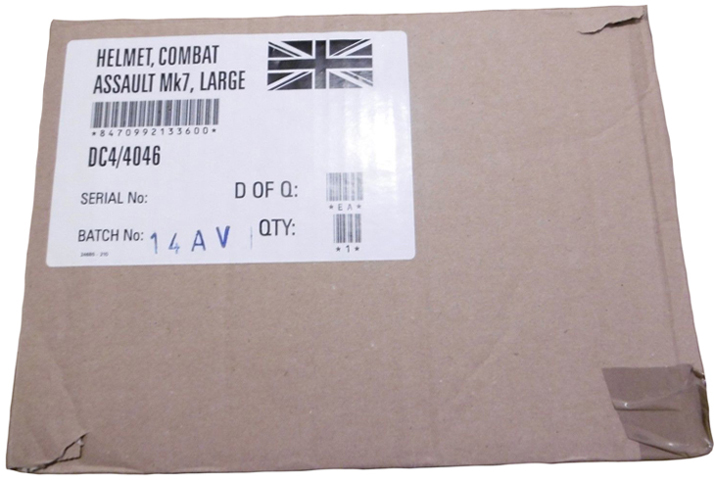 HELMET, COMBAT
ASSAULT Mk7, LARGE
*8470992133600*
DC4/4046
SERIAL No:
D OF Q:
*EA*
BATCH No: 14AV
QTY:
*1*